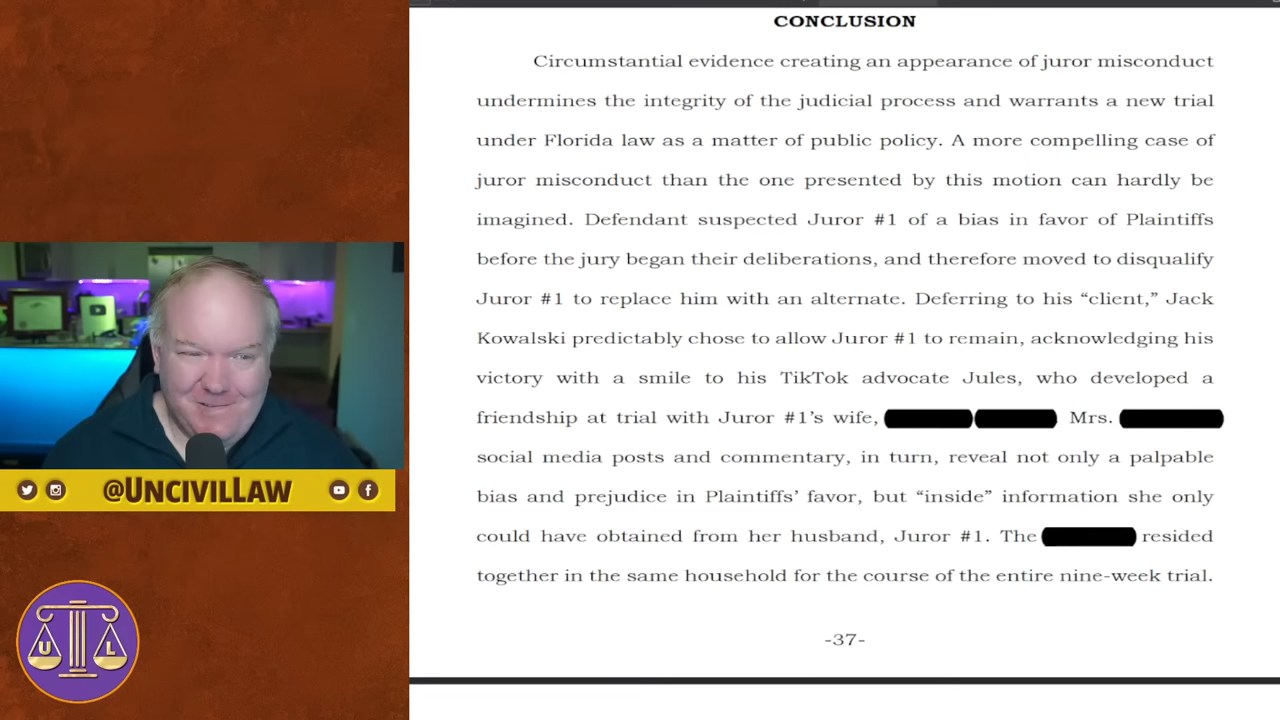 CONCLUSION
Circumstantial evidence creating an appearance of juror misconduct
undermines the integrity of the judicial process and warrants a new trial
under Florida law as a matter of public policy. A more compelling case of
juror misconduct than the one presented by this motion can hardly be
imagined. Defendant suspected Juror #1 of a bias in favor of Plaintiffs
before the jury began their deliberations, and therefore moved to disqualify
Juror #1 to replace him with an alternate. Deferring to his “client,” Jack
Kowalski predictably chose to allow Juror #1 to remain, acknowledging his
victory with a smile to his TikTok advocate Jules, who developed a
friendship at trial with Juror #1’s wife, Mrs.
social media posts and commentary, in turn, reveal not only a palpable
bias and prejudice in Plaintiffs’ favor, but “inside” information she only
could have obtained from her husband, Juror #1. The resided
together in the same household for the course of the entire nine-week trial.
-37-
@UNCIVILLAW
U L